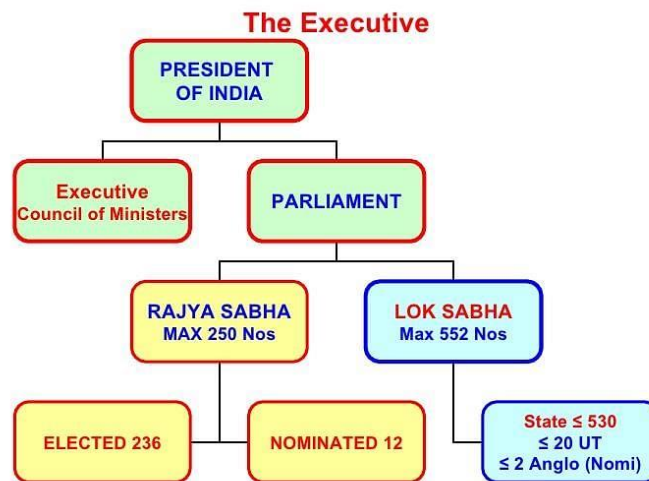 The Executive
PRESIDENT
OF INDIA
Executive
Council of Ministers
PARLIAMENT
RAJYA SABHA
MAX 250 Nos
LOK SABHA
Max 552 Nos
ELECTED 236
NOMINATED 12
State ≤ 530
≤ 20 UT
≤ 2 Anglo (Nomi)